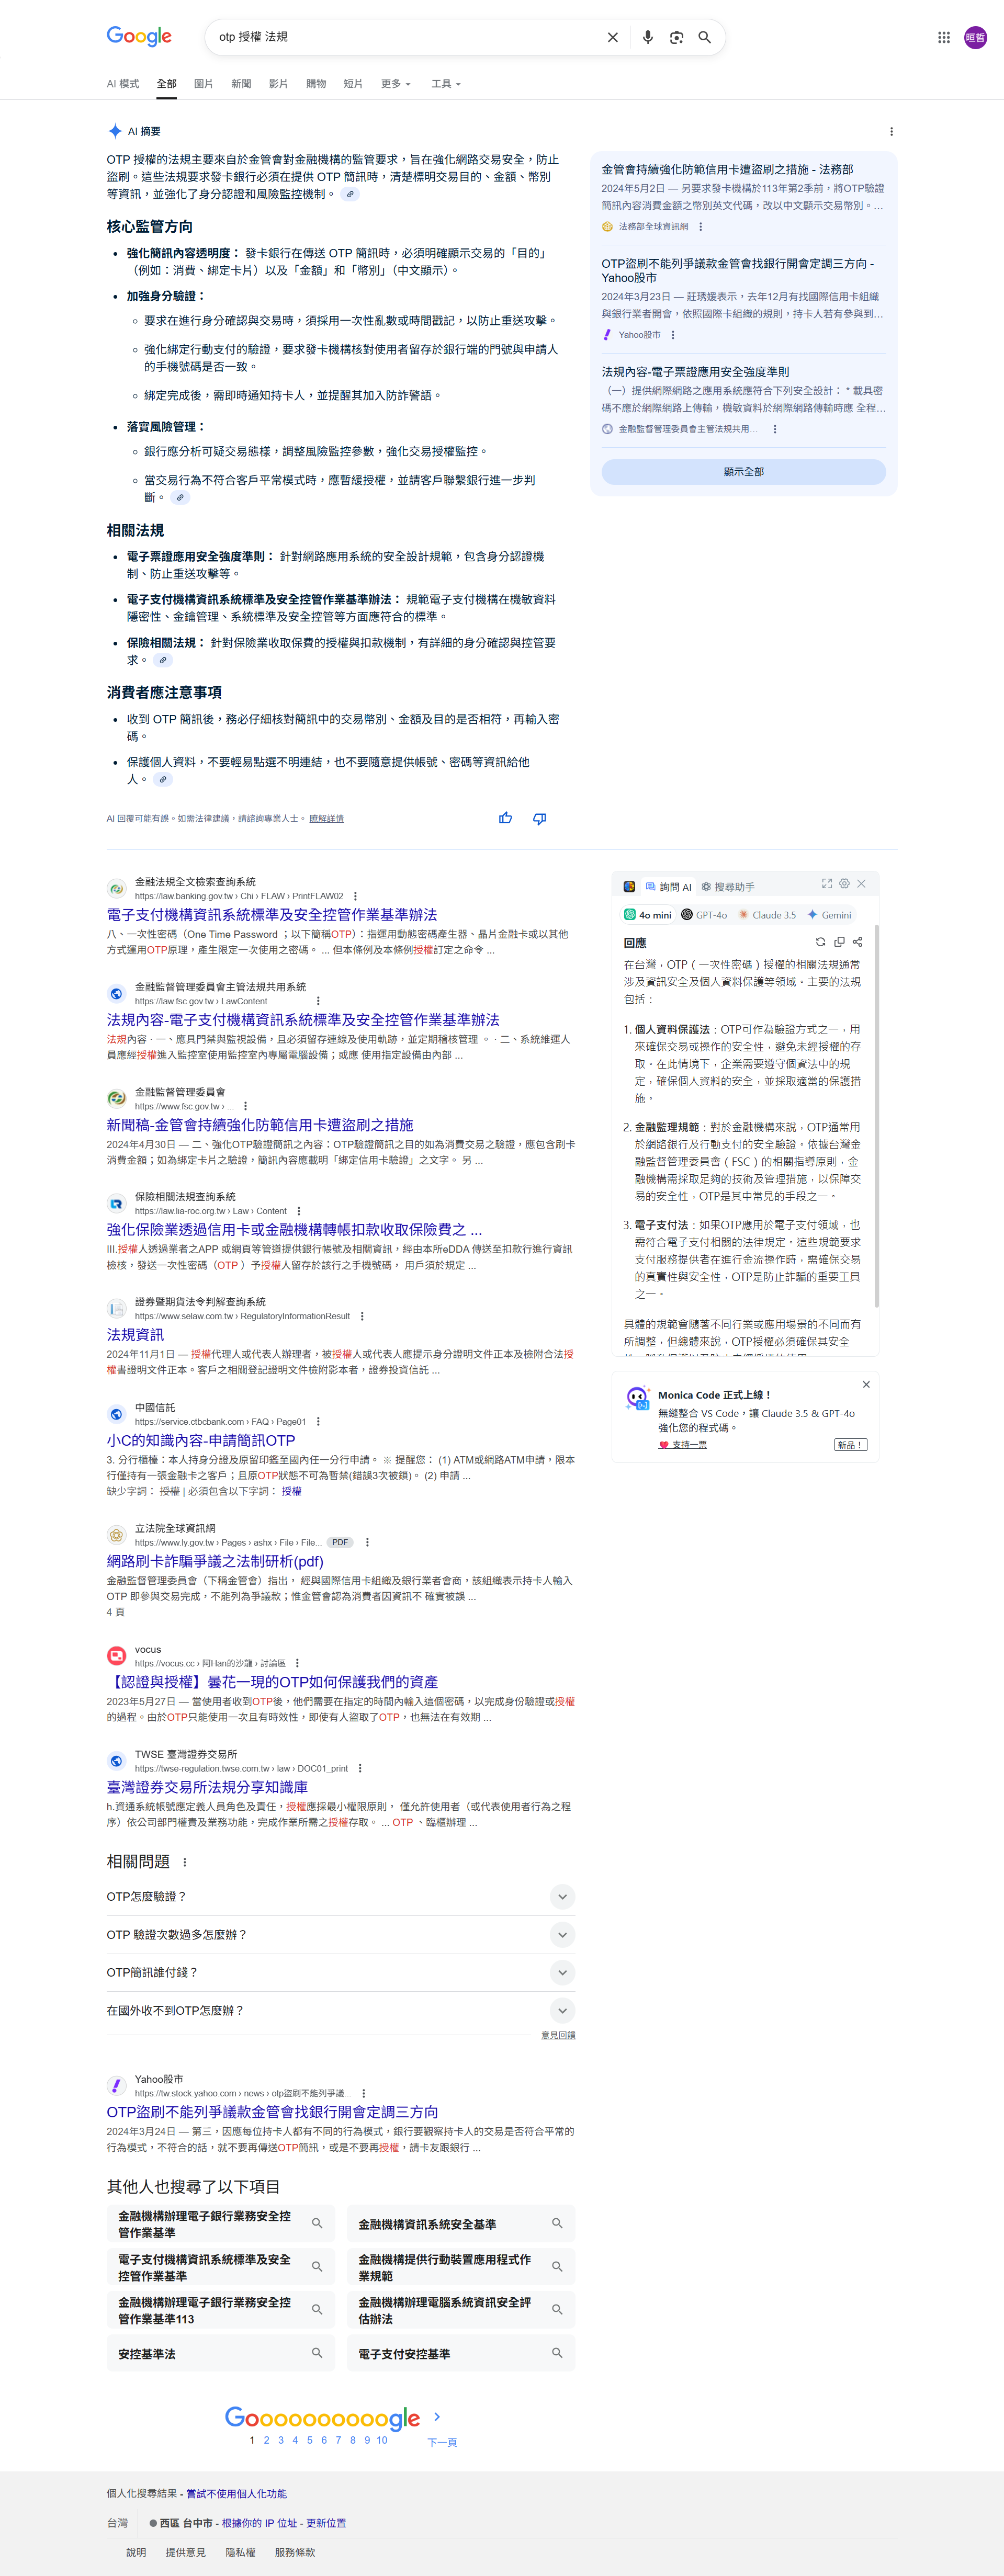 Google
otp 授權 法規
晅哲
AI 模式
全部
圖片
新聞
影片
購物
短片
更多
工具
AI 摘要
OTP 授權的法規主要來自於金管會對金融機構的監管要求，旨在強化網路交易安全，防止
盜刷。這些法規要求發卡銀行必須在提供 OTP 簡訊時，清楚標明交易目的、金額、幣別
等資訊，並強化了身分認證和風險監控機制。
核心監管方向
• 強化簡訊內容透明度： 發卡銀行在傳送 OTP 簡訊時，必須明確顯示交易的「目的」
（例如：消費、綁定卡片）以及「金額」和「幣別」（中文顯示）。
• 加強身分驗證：
◦ 要求在進行身分確認與交易時，須採用一次性亂數或時間戳記，以防止重送攻擊。
◦ 強化綁定行動支付的驗證，要求發卡機構核對使用者留存於銀行端的門號與申請人
的手機號碼是否一致。
◦ 綁定完成後，需即時通知持卡人，並提醒其加入防詐警語。
• 落實風險管理：
◦ 銀行應分析可疑交易態樣，調整風險監控參數，強化交易授權監控。
◦ 當交易行為不符合客戶平常模式時，應暫緩授權，並請客戶聯繫銀行進一步判
斷。
相關法規
• 電子票證應用安全強度準則： 針對網路應用系統的安全設計規範，包含身分認證機
制、防止重送攻擊等。
• 電子支付機構資訊系統標準及安全控管作業基準辦法： 規範電子支付機構在機敏資料
隱密性、金鑰管理、系統標準及安全控管等方面應符合的標準。
• 保險相關法規： 針對保險業收取保費的授權與扣款機制，有詳細的身分確認與控管要
求。
消費者應注意事項
• 收到 OTP 簡訊後，務必仔細核對簡訊中的交易幣別、金額及目的是否相符，再輸入密
碼。
• 保護個人資料，不要輕易點選不明連結，也不要隨意提供帳號、密碼等資訊給他
人。
AI 回覆可能有誤。如需法律建議，請諮詢專業人士。 瞭解詳情
金管會持續強化防範信用卡遭盜刷之措施 - 法務部
2024年5月2日 — 另要求發卡機構於113年第2季前，將OTP驗證
簡訊內容消費金額之幣別英文代碼，改以中文顯示交易幣別。...
法務部全球資訊網
OTP盜刷不能列爭議款金管會找銀行開會定調三方向 -
Yahoo股市
2024年3月23日 — 莊琇媛表示，去年12月有找國際信用卡組織
與銀行業者開會，依照國際卡組織的規則，持卡人若有參與到...
Yahoo股市
法規內容-電子票證應用安全強度準則
（一）提供網際網路之應用系統應符合下列安全設計： * 載具密
碼不應於網際網路上傳輸，機敏資料於網際網路傳輸時應 全程...
金融監督管理委員會主管法規共用...
顯示全部
金融法規全文檢索查詢系統
https://law.banking.gov.tw › Chi › FLAW › PrintFLAW02
電子支付機構資訊系統標準及安全控管作業基準辦法
八、一次性密碼（One Time Password ；以下簡稱OTP）：指運用動態密碼產生器、晶片金融卡或以其他
方式運用OTP原理，產生限定一次使用之密碼。 ... 但本條例及本條例授權訂定之命令 ...
金融監督管理委員會主管法規共用系統
https://law.fsc.gov.tw › LawContent
法規內容-電子支付機構資訊系統標準及安全控管作業基準辦法
法規內容 · 一、應具門禁與監視設備，且必須留存連線及使用軌跡，並定期稽核管理 。 · 二、系統維運人
員應經授權進入監控室使用監控室內專屬電腦設備；或應 使用指定設備由內部 ...
金融監督管理委員會
https://www.fsc.gov.tw › ...
新聞稿-金管會持續強化防範信用卡遭盜刷之措施
2024年4月30日 — 二、強化OTP驗證簡訊之內容：OTP驗證簡訊之目的如為消費交易之驗證，應包含刷卡
消費金額；如為綁定卡片之驗證，簡訊內容應載明「綁定信用卡驗證」之文字。 另 ...
保險相關法規查詢系統
https://law.lia-roc.org.tw › Law › Content
強化保險業透過信用卡或金融機構轉帳扣款收取保險費之 ...
III.授權人透過業者之APP 或網頁等管道提供銀行帳號及相關資訊，經由本所eDDA 傳送至扣款行進行資訊
檢核，發送一次性密碼（OTP ）予授權人留存於該行之手機號碼， 用戶須於規定 ...
證券暨期貨法令判解查詢系統
https://www.selaw.com.tw › RegulatoryInformationResult
法規資訊
2024年11月1日 — 授權代理人或代表人辦理者，被授權人或代表人應提示身分證明文件正本及檢附合法授
權書證明文件正本。客戶之相關登記證明文件檢附影本者，證券投資信託 ...
中國信託
https://service.ctbcbank.com › FAQ › Page01
小C的知識內容-申請簡訊OTP
3. 分行櫃檯：本人持身分證及原留印鑑至國內任一分行申請。 ※ 提醒您： (1) ATM或網路ATM申請，限本
行僅持有一張金融卡之客戶；且原OTP狀態不可為暫禁(錯誤3次被鎖)。 (2) 申請 ...
缺少字詞： 授權 | 必須包含以下字詞： 授權
立法院全球資訊網
https://www.ly.gov.tw › Pages › ashx › File › File... PDF
網路刷卡詐騙爭議之法制研析(pdf)
金融監督管理委員會（下稱金管會）指出， 經與國際信用卡組織及銀行業者會商，該組織表示持卡人輸入
OTP 即參與交易完成，不能列為爭議款；惟金管會認為消費者因資訊不 確實被誤 ...
4 頁
vocus
https://vocus.cc › 阿Han的沙龍 › 討論區
【認證與授權】曇花一現的OTP如何保護我們的資產
2023年5月27日 — 當使用者收到OTP後，他們需要在指定的時間內輸入這個密碼，以完成身份驗證或授權
的過程。由於OTP只能使用一次且有時效性，即使有人盜取了OTP，也無法在有效期 ...
TWSE 臺灣證券交易所
https://twse-regulation.twse.com.tw › law › DOC01_print
臺灣證券交易所法規分享知識庫
h.資通系統帳號應定義人員角色及責任，授權應採最小權限原則， 僅允許使用者（或代表使用者行為之程
序）依公司部門權責及業務功能，完成作業所需之授權存取。 ... OTP 、臨櫃辦理 ...
詢問 AI
搜尋助手
4o mini
GPT-4o
Claude 3.5
Gemini
回應
在台灣，OTP（一次性密碼）授權的相關法規通常
涉及資訊安全及個人資料保護等領域。主要的法規
包括：
1. 個人資料保護法：OTP可作為驗證方式之一，用
來確保交易或操作的安全性，避免未經授權的存
取。在此情境下，企業需要遵守個資法中的規
定，確保個人資料的安全，並採取適當的保護措
施。
2. 金融監理規範：對於金融機構來說，OTP通常用
於網路銀行及行動支付的安全驗證。依據台灣金
融監督管理委員會（FSC）的相關指導原則，金
融機構需採取足夠的技術及管理措施，以保障交
易的安全性，OTP是其中常見的手段之一。
3. 電子支付法：如果OTP應用於電子支付領域，也
需符合電子支付相關的法律規定。這些規範要求
支付服務提供者在進行金流操作時，需確保交易
的真實性與安全性，OTP是防止詐騙的重要工具
之一。
具體的規範會隨著不同行業或應用場景的不同而有
所調整，但總體來說，OTP授權必須確保其安全
Monica Code 正式上線！
無縫整合 VS Code，讓 Claude 3.5 & GPT-4o
強化您的程式碼。
支持一票
新品！
相關問題
OTP怎麼驗證？
OTP 驗證次數過多怎麼辦？
OTP簡訊誰付錢？
在國外收不到OTP怎麼辦？
意見回饋
Yahoo股市
https://tw.stock.yahoo.com › news › otp盜刷不能列爭議...
OTP盜刷不能列爭議款金管會找銀行開會定調三方向
2024年3月24日 — 第三，因應每位持卡人都有不同的行為模式，銀行要觀察持卡人的交易是否符合平常的
行為模式，不符合的話，就不要再傳送OTP簡訊，或是不要再授權，請卡友跟銀行 ...
其他人也搜尋了以下項目
金融機構辦理電子銀行業務安全控
管作業基準
金融機構資訊系統安全基準
電子支付機構資訊系統標準及安全
控管作業基準
金融機構提供行動裝置應用程式作
業規範
金融機構辦理電子銀行業務安全控
管作業基準113
金融機構辦理電腦系統資訊安全評
估辦法
安控基準法
電子支付安控基準
Goooooooooogle
1 2 3 4 5 6 7 8 9 10
下一頁
個人化搜尋結果 - 嘗試不使用個人化功能
台灣
西區 台中市 - 根據你的 IP 位址 - 更新位置
說明
提供意見
隱私權
服務條款